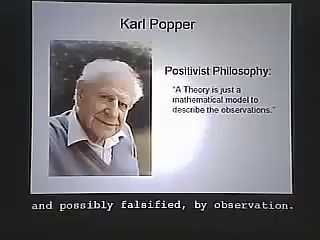 Karl Popper
Positivist Philosophy:
"A Theory is just a
mathematical model to
describe the observations."
and possibly falsified, by observation.